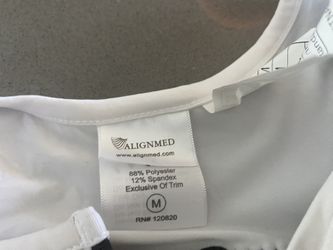 ALIGNMED
www.alignmed.com
88% Polyester
12% Spandex
Exclusive Of Trim
M
RN# 120820